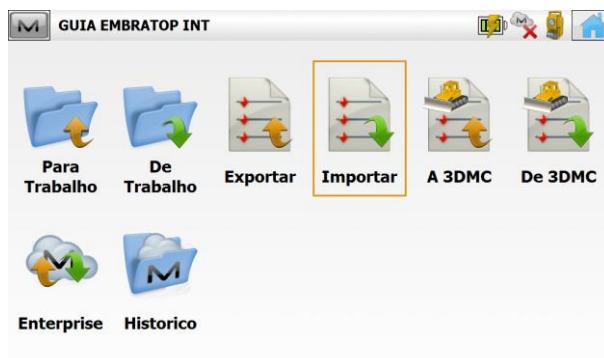 GUIA EMBRATOP INT
Para
Trabalho
De
Trabalho
Exportar
Importar
A 3DMC
De 3DMC
Enterprise
Historico